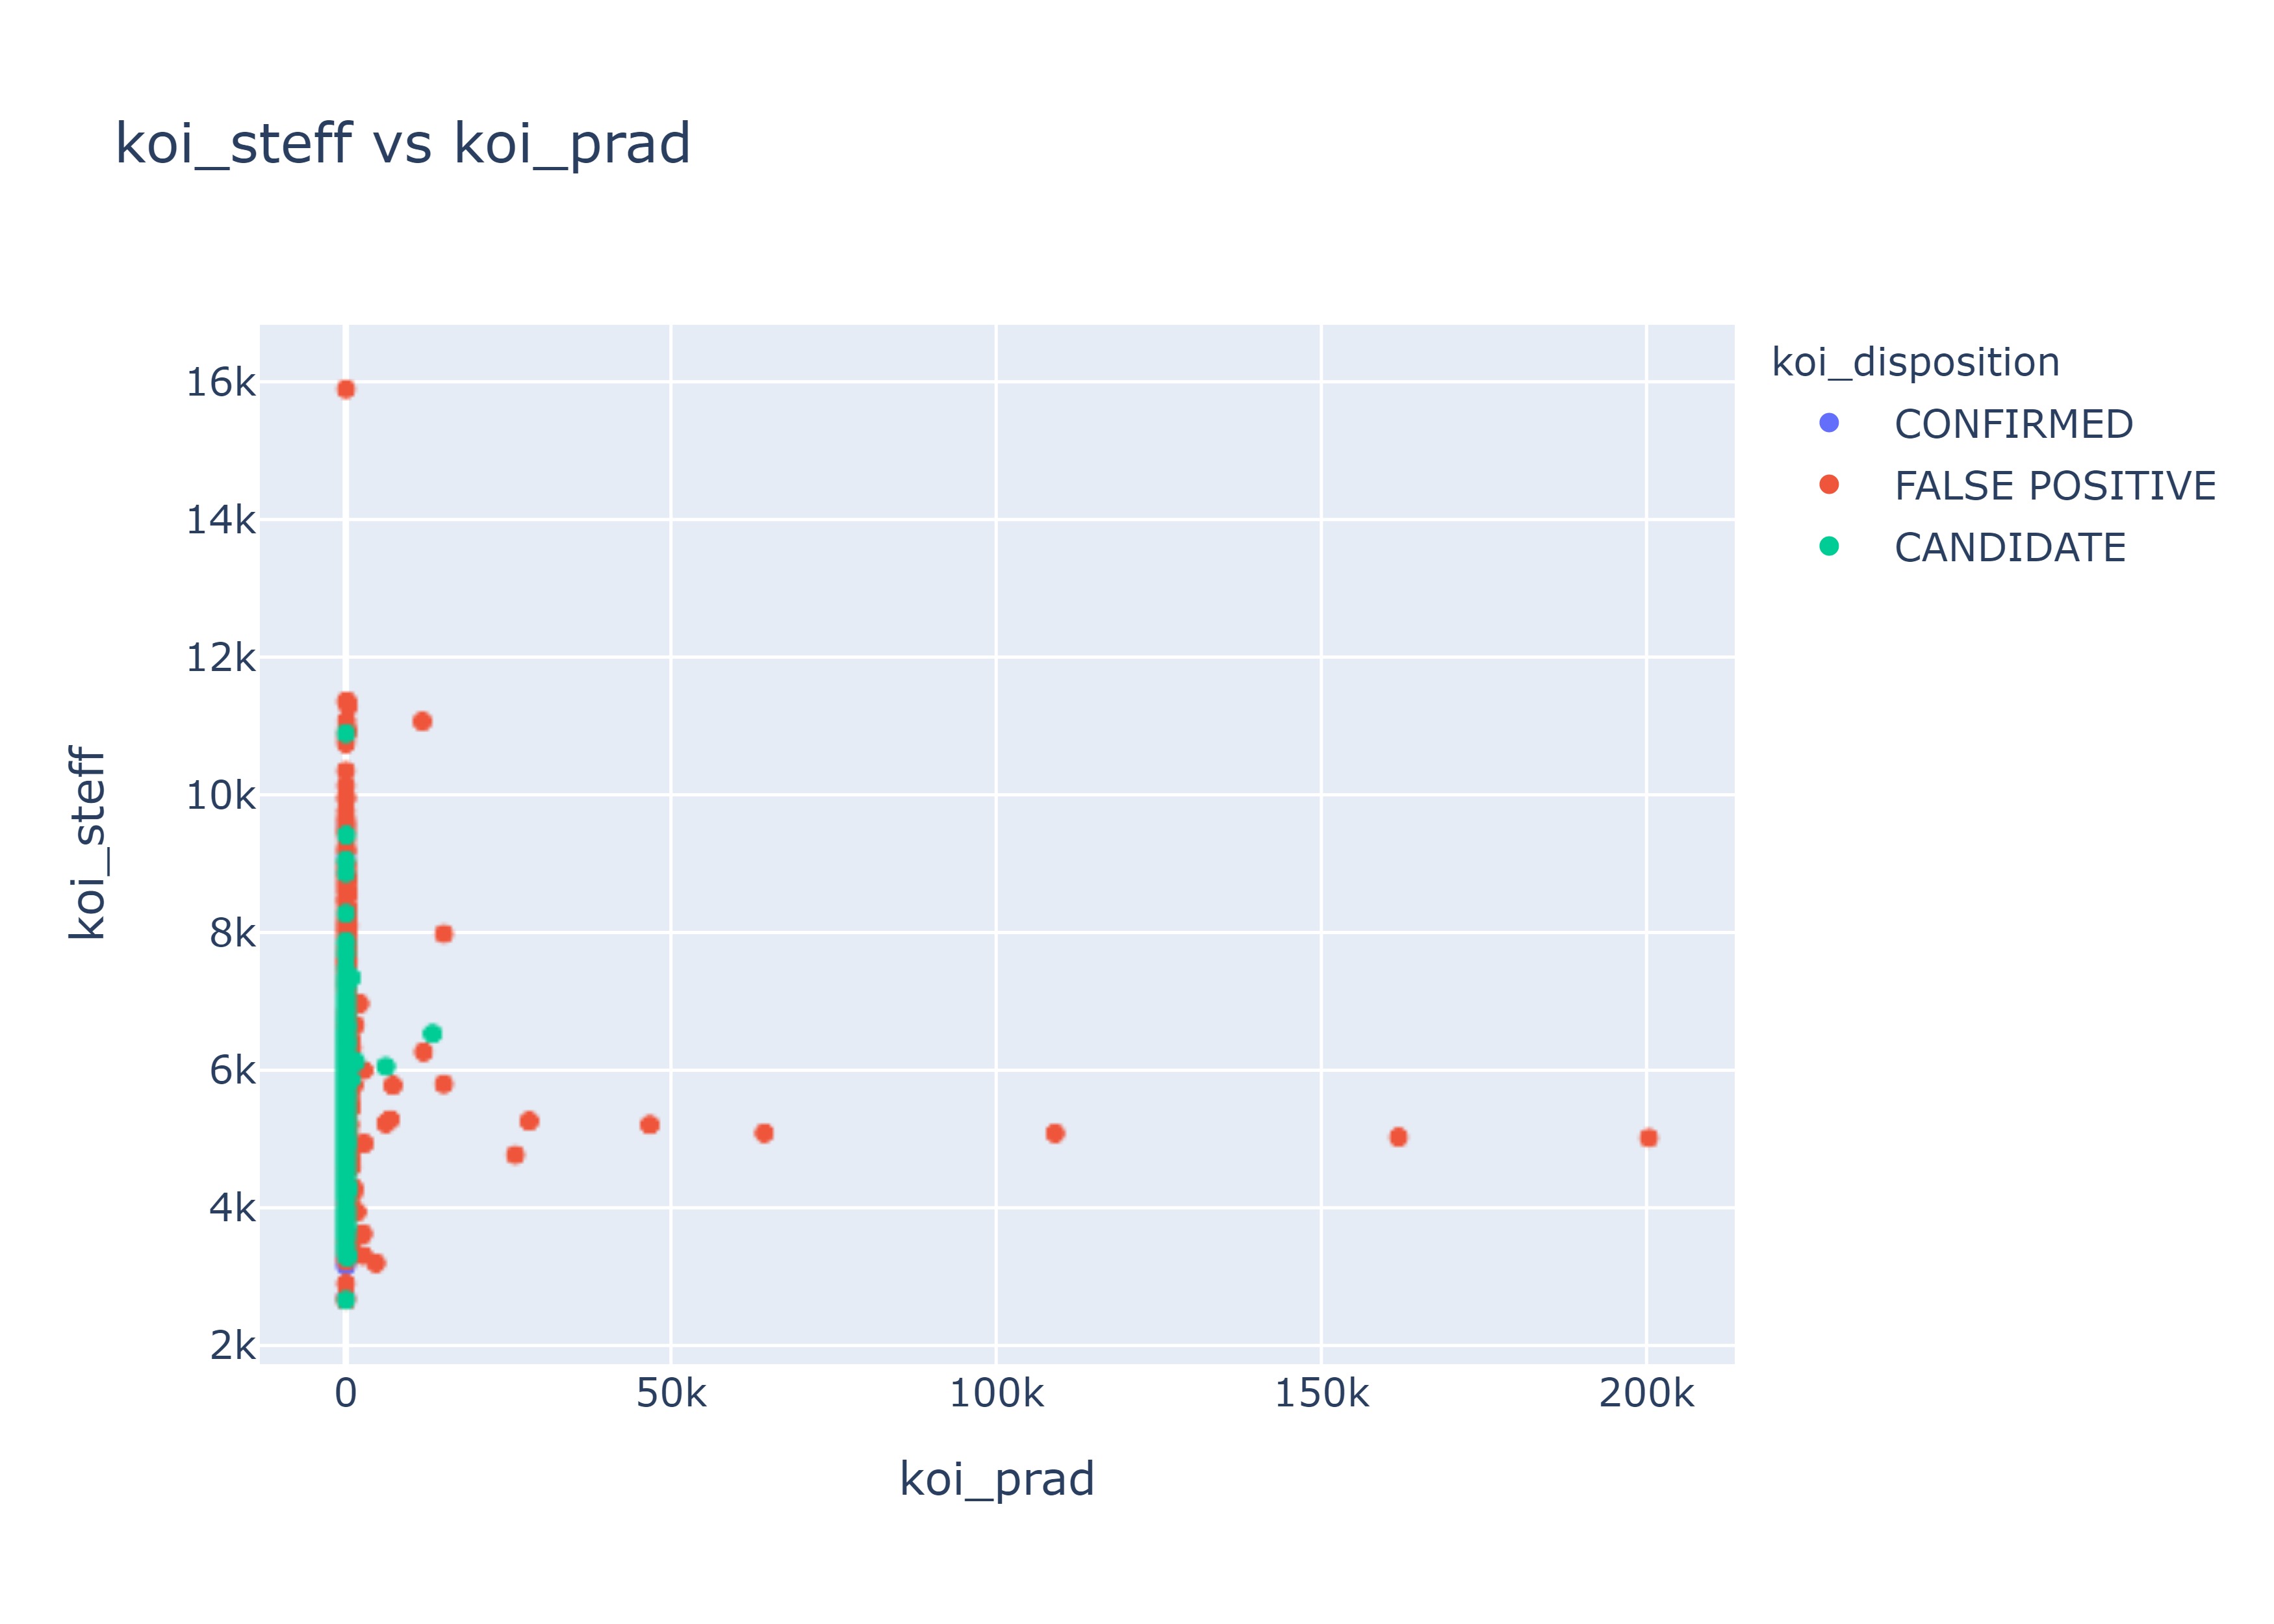 koi_steff vs koi_prad
koi_disposition
CONFIRMED
FALSE POSITIVE
CANDIDATE
16k
14k
12k
10k
8k
6k
4k
2k
koi_steff
0
50k
100k
150k
200k
koi_prad